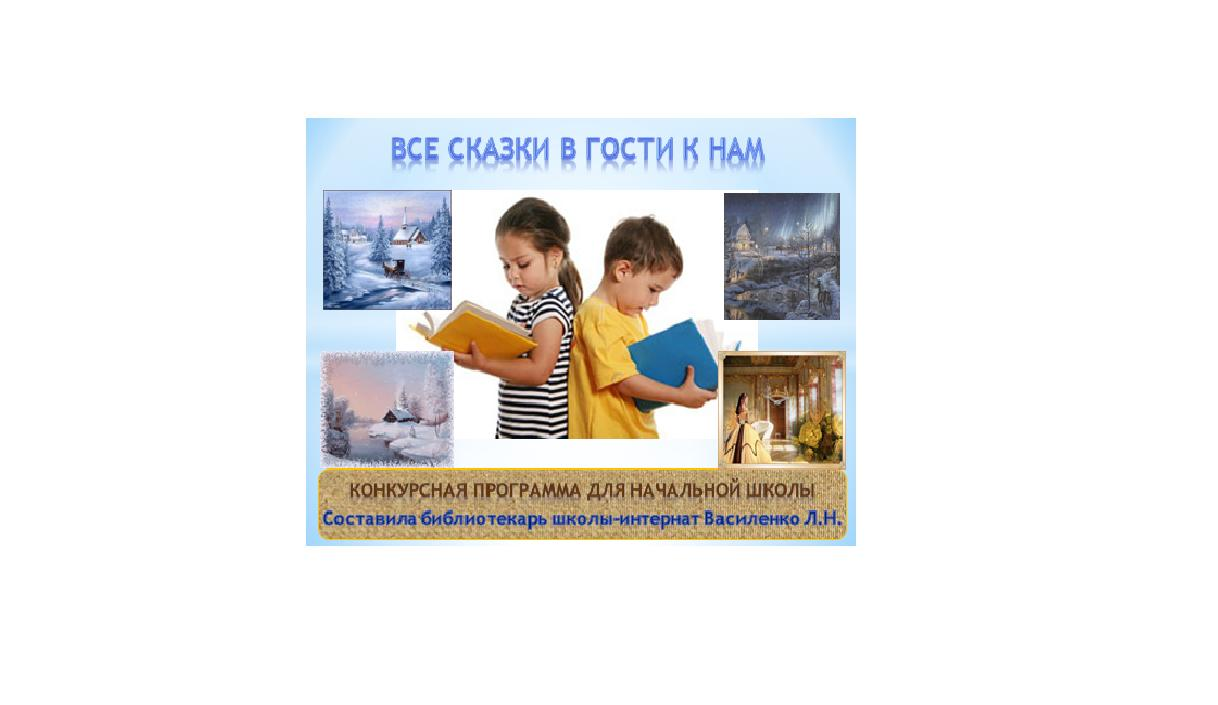 ВСЕ СКАЗКИ В ГОСТИ К НАМ
КОНКУРСНАЯ ПРОГРАММА ДЛЯ НАЧАЛЬНОЙ ШКОЛЫ
Составила библиотекарь школы-интернат Василенко Л.Н.